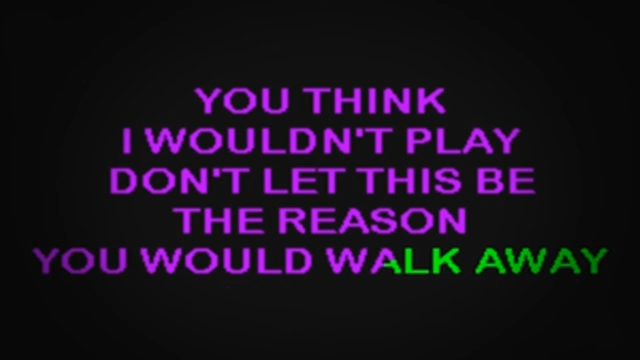 YOU THINK
I WOULDN'T PLAY
DON'T LET THIS BE
THE REASON
YOU WOULD WALK AWAY